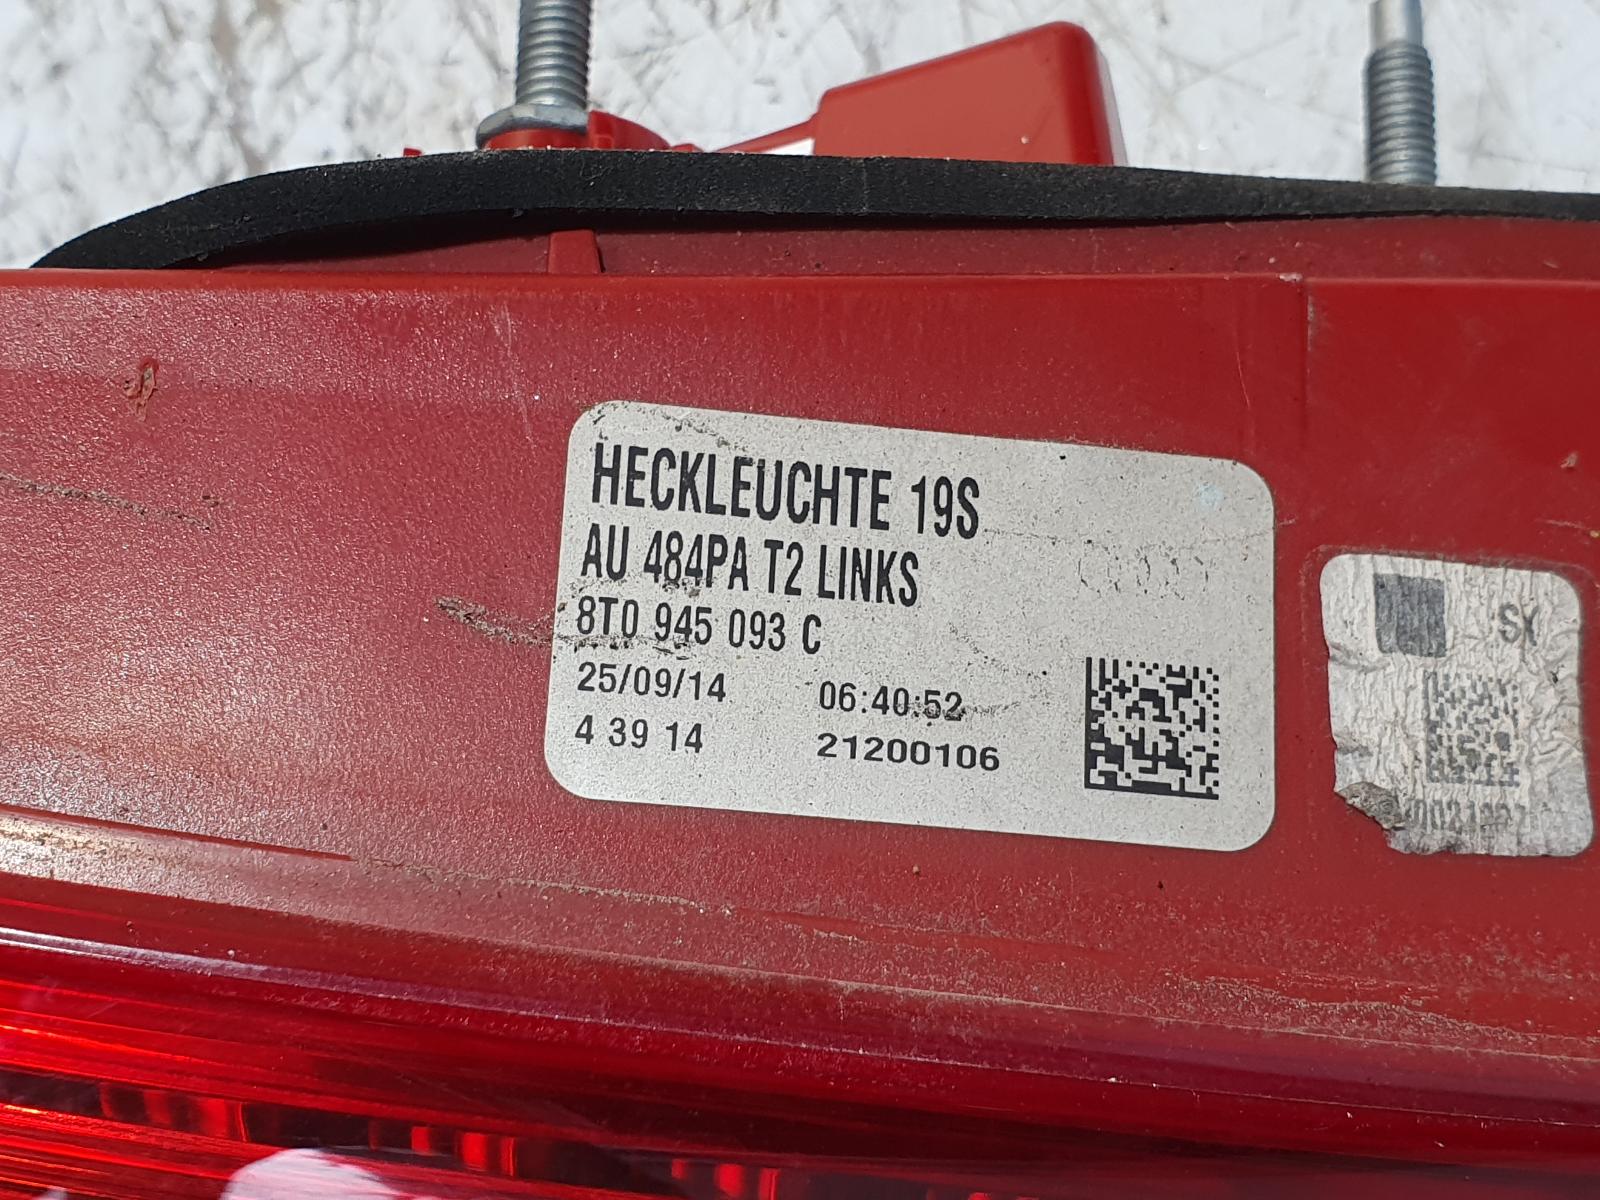 HECKLEUCHTE 19S
AU 484PA T2 LINKS
8T0 945 093 C
25/09/14 06:40:52
4 39 14 21200106
SX